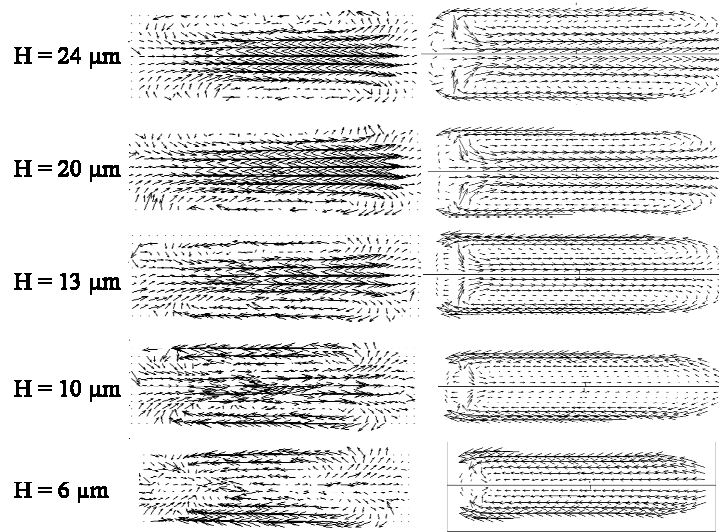 H = 24 μm
H = 20 μm
H = 13 μm
H = 10 μm
H = 6 μm